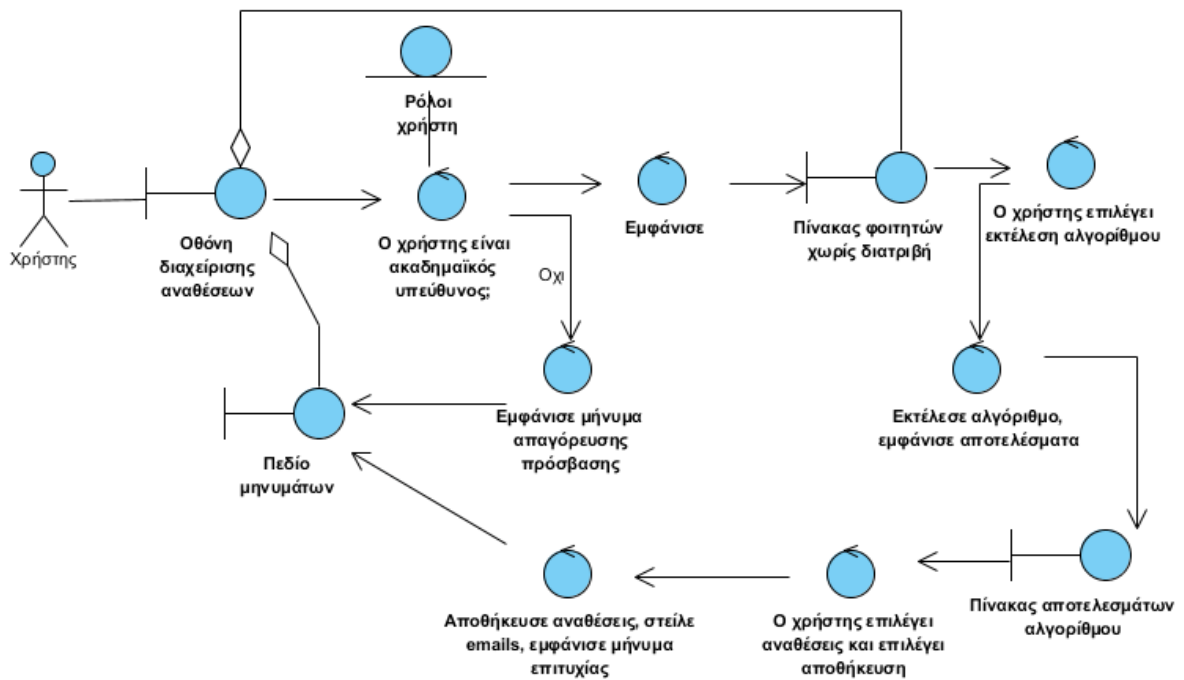 Ρόλοι
χρήστη
Χρήστης
Οθόνη
διαχείρισης
αναθέσεων
Ο χρήστης είναι
ακαδημαϊκός
υπεύθυνος;
Εμφάνισε
Πίνακας φοιτητών
χωρίς διατριβή
Ο χρήστης επιλέγει
εκτέλεση αλγορίθμου
Οχι
Πεδίο
μηνυμάτων
Εμφάνισε μήνυμα
απαγόρευσης
πρόσβασης
Εκτέλεσε αλγόριθμο,
εμφάνισε αποτελέσματα
Αποθήκευσε αναθέσεις, στείλε
emails, εμφάνισε μήνυμα
επιτυχίας
Ο χρήστης επιλέγει
αναθέσεις και επιλέγει
αποθήκευση
Πίνακας αποτελεσμάτων
αλγορίθμου